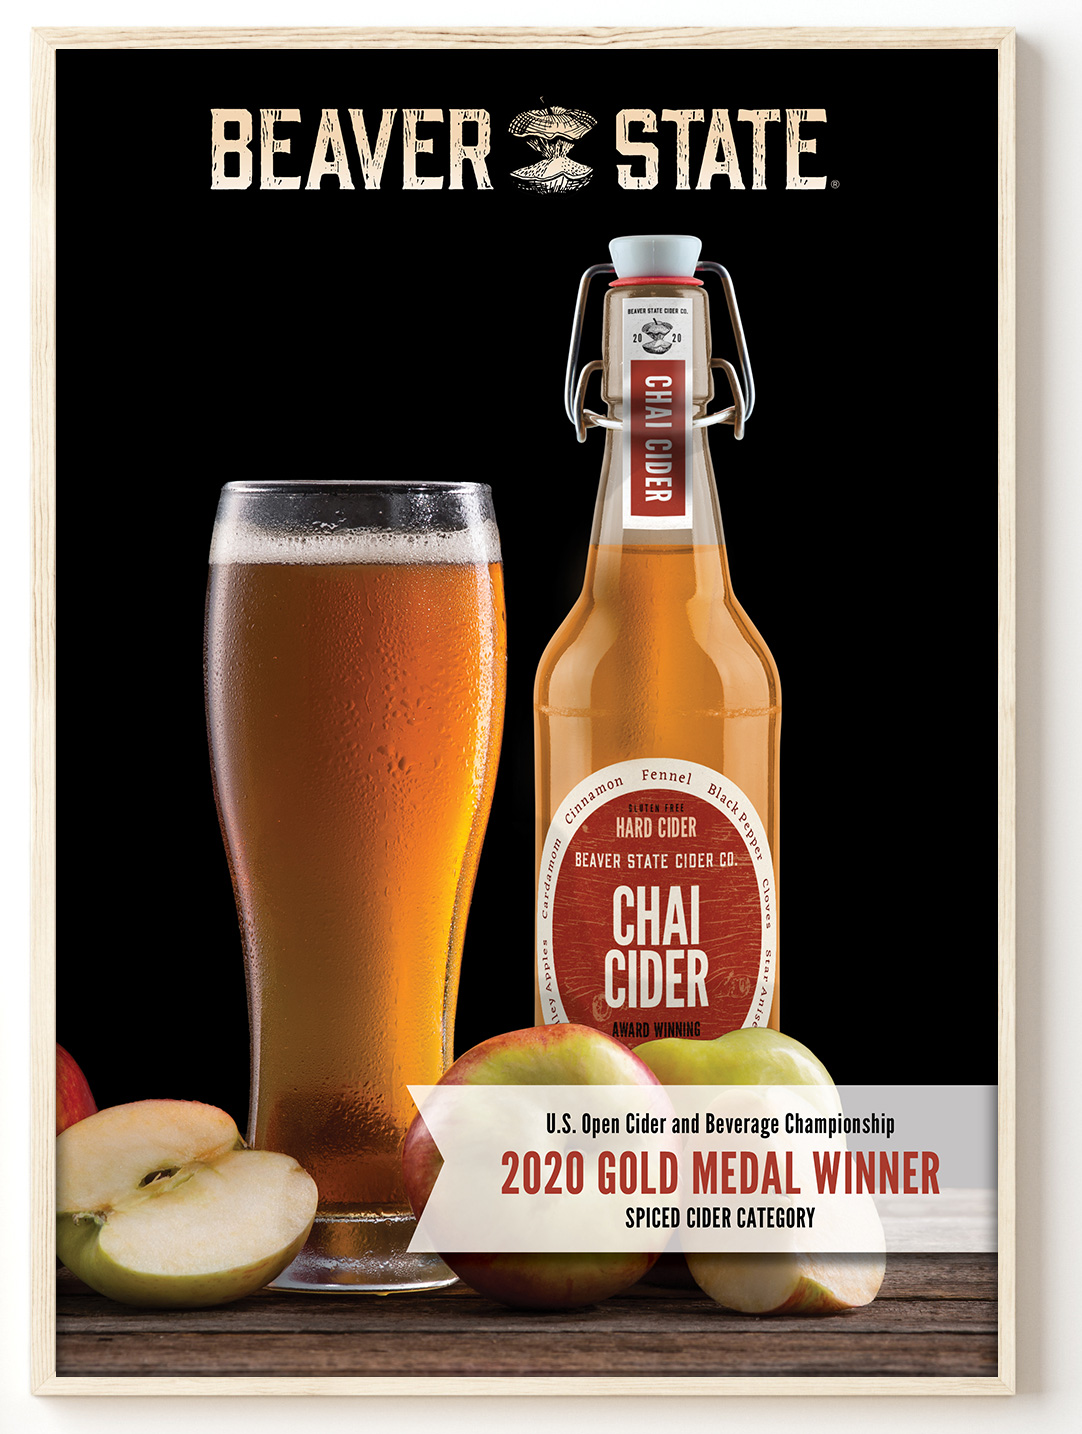 BEAVER STATE®
BEAVER STATE CIDER CO.
20 20
CHAI CIDER
Cardamom Cinnamon Fennel Black Pepper Cloves Star Anise
Apples
GLUTEN FREE
HARD CIDER
BEAVER STATE CIDER CO.
CHAI
CIDER
AWARD WINNING
U.S. Open Cider and Beverage Championship
2020 GOLD MEDAL WINNER
SPICED CIDER CATEGORY